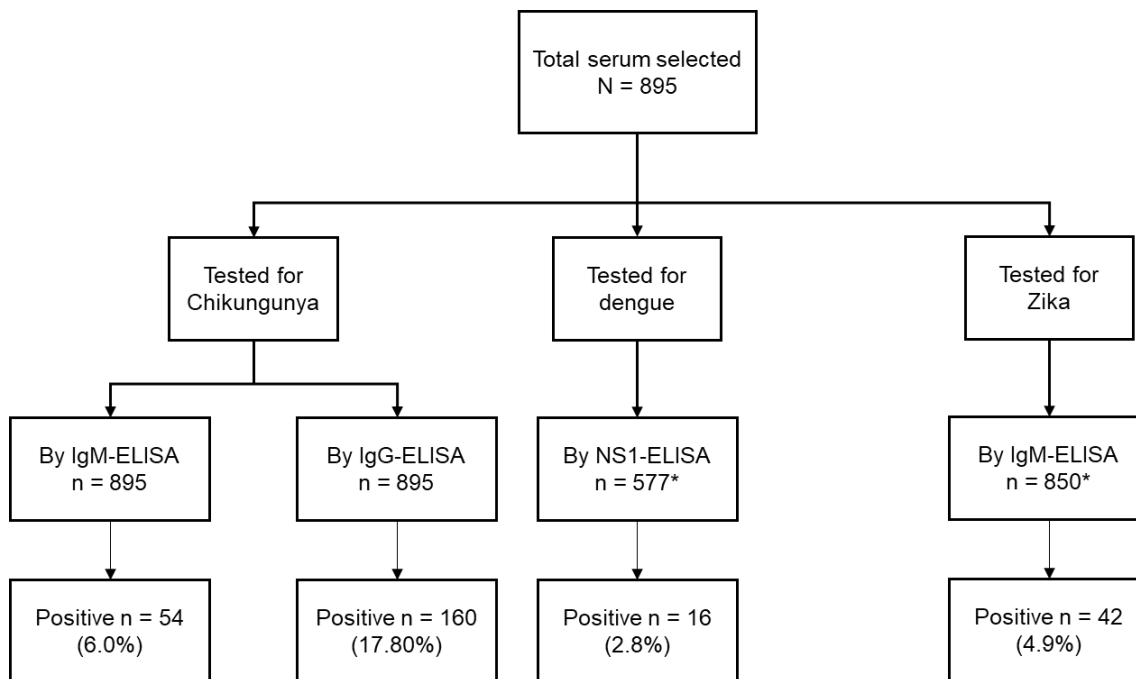 Total serum selected
N = 895
Tested for
Chikungunya
Tested for
dengue
Tested for
Zika
By IgM-ELISA
n = 895
By IgG-ELISA
n = 895
By NS1-ELISA
n = 577*
By IgM-ELISA
n = 850*
Positive n = 54
(6.0%)
Positive n = 160
(17.80%)
Positive n = 16
(2.8%)
Positive n = 42
(4.9%)